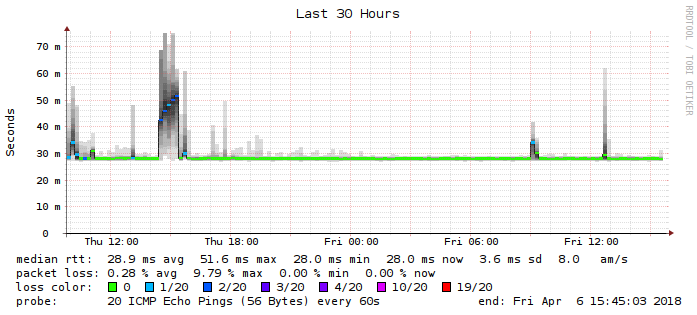 Last 30 Hours
RRDTOOL / TOBI OETIKER
Seconds
70 m
60 m
50 m
40 m
30 m
20 m
10 m
0
Thu 12:00 Thu 18:00 Fri 00:00 Fri 06:00 Fri 12:00
median rtt: 28.9 ms avg 51.6 ms max 28.0 ms min 28.0 ms now 3.6 ms sd 8.0 am/s
packet loss: 0.28 % avg 9.79 % max 0.00 % min 0.00 % now
loss color: 0 1/20 2/20 3/20 4/20 10/20 19/20
probe: 20 ICMP Echo Pings (56 Bytes) every 60s end: Fri Apr 6 15:45:03 2018